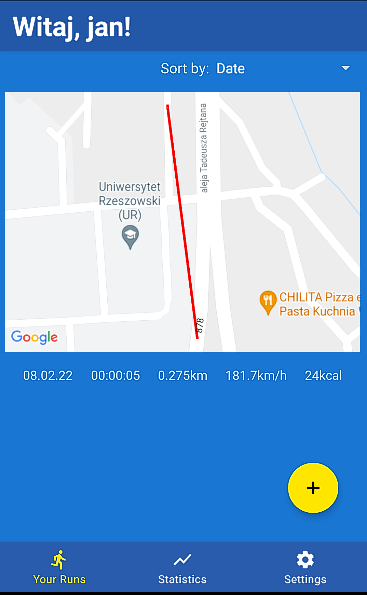 Witaj, jan!
Sort by: Date
aleja Tadeusza Rejtana
Uniwersytet
Rzeszowski
(UR)
CHILITA Pizza e
Pasta Kuchnia
878
Google
08.02.22 00:00:05 0.275km 181.7km/h 24kcal
+
Your Runs Statistics Settings